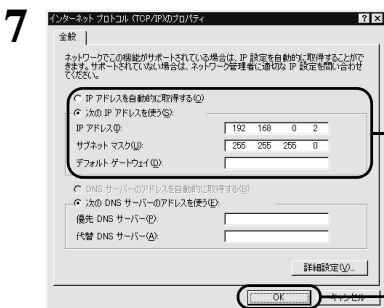 7
インターネット プロトコル (TCP/IP)のプロパティ
全般
ネットワークでこの機能がサポートされている場合は、IP 設定を自動的に取得することがで
きます。サポートされていない場合は、ネットワーク管理者に適切な IP 設定を問い合わせ
てください。
IP アドレスを自動的に取得する(O)
次の IP アドレスを使う(S):
IP アドレス(I): 192 168 0 2
サブネット マスク(U): 255 255 255 0
デフォルト ゲートウェイ(D):
DNS サーバーのアドレスを自動的に取得する(B)
次の DNS サーバーのアドレスを使う(E):
優先 DNS サーバー(P):
代替 DNS サーバー(A):
詳細設定(V)...
OK キャンセル